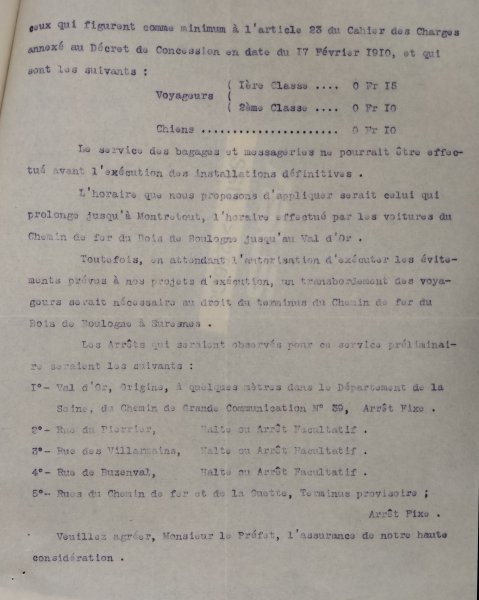 ceux qui figurent comme minimum à l'article 23 du Cahier des Charges
annexé au Décret de Concession en date du I7 Février I9I0, et qui
sont les suivants :
Voyageurs ( Ière Classe .... 0 Fr I5
( 2ème Classe .... 0 Fr I0
Chiens ...................... 0 Fr I0
Le service des bagages et messageries ne pourrait être effec-
tué avant l'exécution des installations définitives .
L'horaire que nous proposons d'appliquer serait celui qui
prolonge jusqu'à Montretout, l'horaire effectué par les voitures du
Chemin de fer du Bois de Boulogne jusqu'au Val d'Or .
Toutefois, en attendant l'autorisation d'exécuter les évite-
ments prévus à nos projets d'exécution, un transbordement des voya-
geurs serait nécessaire au droit du terminus du Chemin de fer du
Bois de Boulogne à Suresnes .
Les Arrêts qui seraient observés pour ce service préliminai-
re seraient les suivants :
I°- Val d'Or, Origine, à quelques mètres dans le Département de la
Seine, du Chemin de Grande Communication N° 39, Arrêt Fixe .
2°- Rue du Pierrier, Halte ou Arrêt Facultatif .
3°- Rue des Villarmains, Halte ou Arrêt Facultatif .
4°- Rue de Buzenval, Halte ou Arrêt Facultatif .
5°- Rues du Chemin de fer et de la Guette, Terminus provisoire ;
Arrêt Fixe .
Veuillez agréer, Monsieur le Préfet, l'assurance de notre haute
considération .